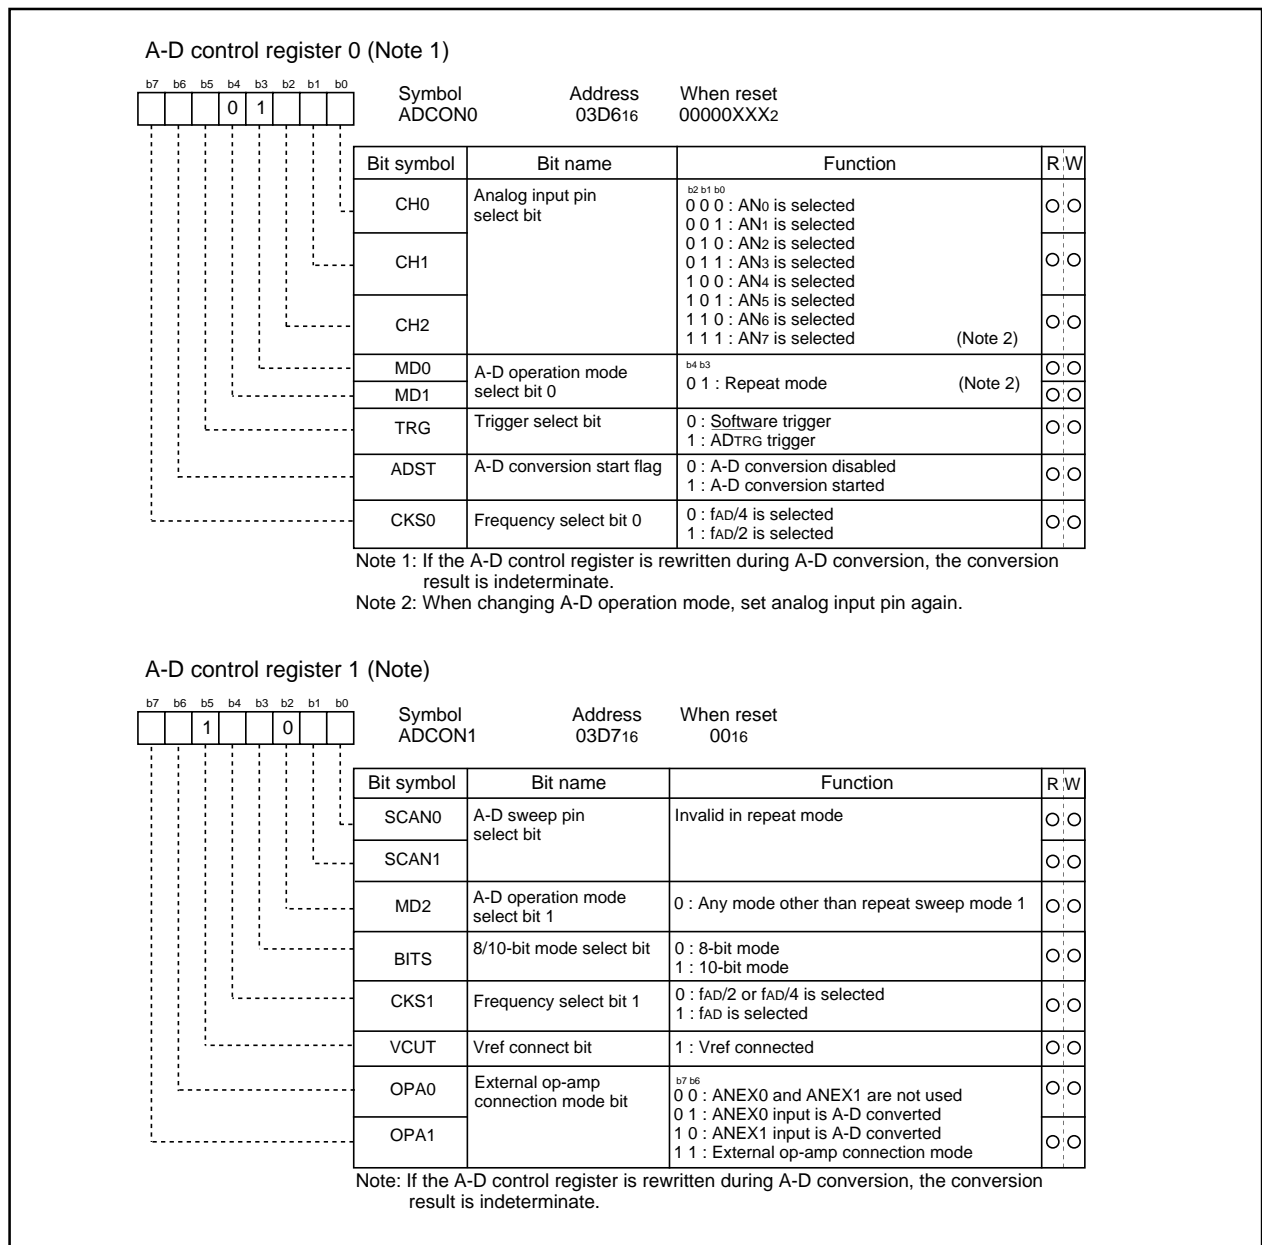 A-D control register 0 (Note 1)
b7 b6 b5 b4 b3 b2 b1 b0
0 1
Symbol Address When reset
ADCON0 03D616 00000XXX2
Bit symbol Bit name Function R W
CH0 Analog input pin
select bit
b2 b1 b0
0 0 0 : AN0 is selected
0 0 1 : AN1 is selected
0 1 0 : AN2 is selected
CH1 0 1 1 : AN3 is selected
1 0 0 : AN4 is selected
1 0 1 : AN5 is selected
CH2 1 1 0 : AN6 is selected
1 1 1 : AN7 is selected (Note 2)
MD0 A-D operation mode
select bit 0
b4 b3
0 1 : Repeat mode (Note 2)
MD1
TRG Trigger select bit 0 : Software trigger
1 : ADTRG trigger
ADST A-D conversion start flag 0 : A-D conversion disabled
1 : A-D conversion started
CKS0 Frequency select bit 0 0 : fAD/4 is selected
1 : fAD/2 is selected
Note 1: If the A-D control register is rewritten during A-D conversion, the conversion
result is indeterminate.
Note 2: When changing A-D operation mode, set analog input pin again.
A-D control register 1 (Note)
b7 b6 b5 b4 b3 b2 b1 b0
1 0
Symbol Address When reset
ADCON1 03D716 0016
Bit symbol Bit name Function R W
SCAN0 A-D sweep pin
select bit
Invalid in repeat mode
SCAN1
MD2 A-D operation mode
select bit 1
0 : Any mode other than repeat sweep mode 1
BITS 8/10-bit mode select bit 0 : 8-bit mode
1 : 10-bit mode
CKS1 Frequency select bit 1 0 : fAD/2 or fAD/4 is selected
1 : fAD is selected
VCUT Vref connect bit 1 : Vref connected
OPA0 External op-amp
connection mode bit
b7 b6
0 0 : ANEX0 and ANEX1 are not used
0 1 : ANEX0 input is A-D converted
OPA1 1 0 : ANEX1 input is A-D converted
1 1 : External op-amp connection mode
Note: If the A-D control register is rewritten during A-D conversion, the conversion
result is indeterminate.